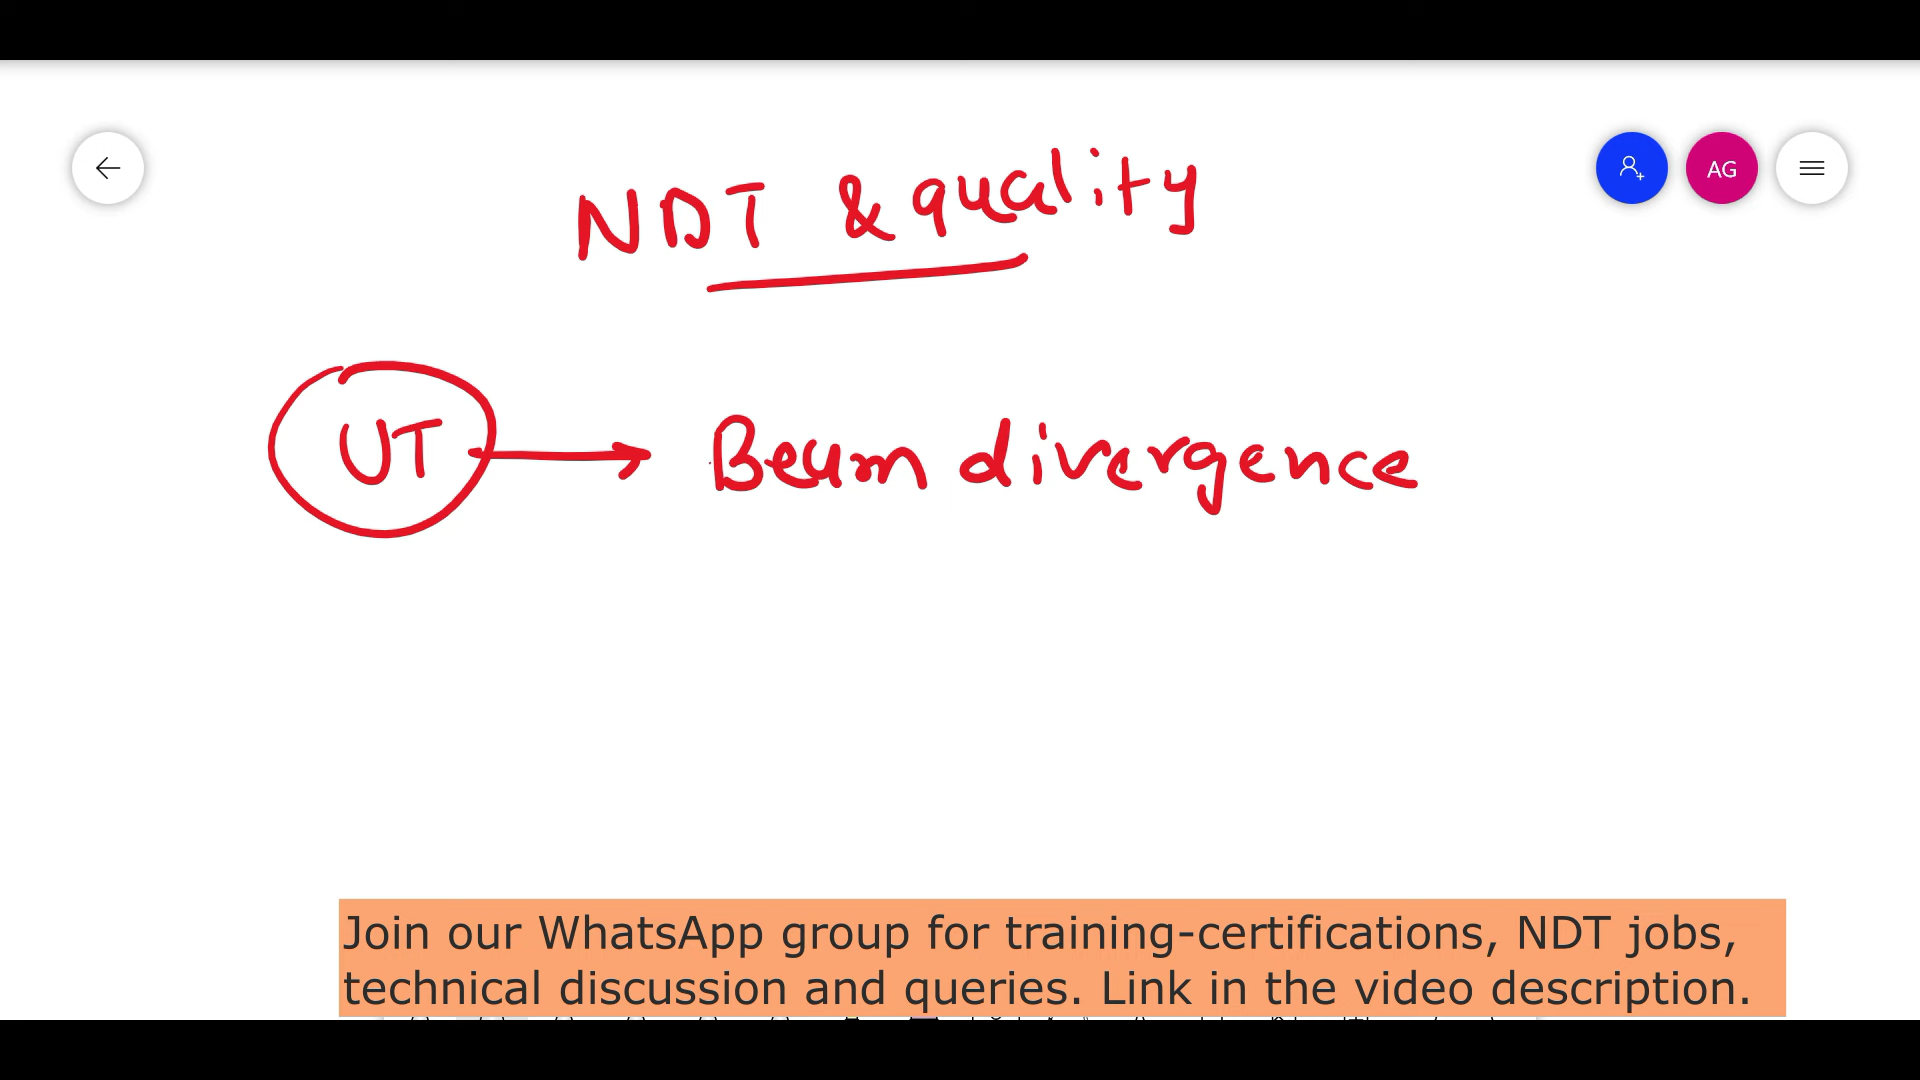 NDT & quality
AG
UT → Beam divergence
Join our WhatsApp group for training-certifications, NDT jobs,
technical discussion and queries. Link in the video description.